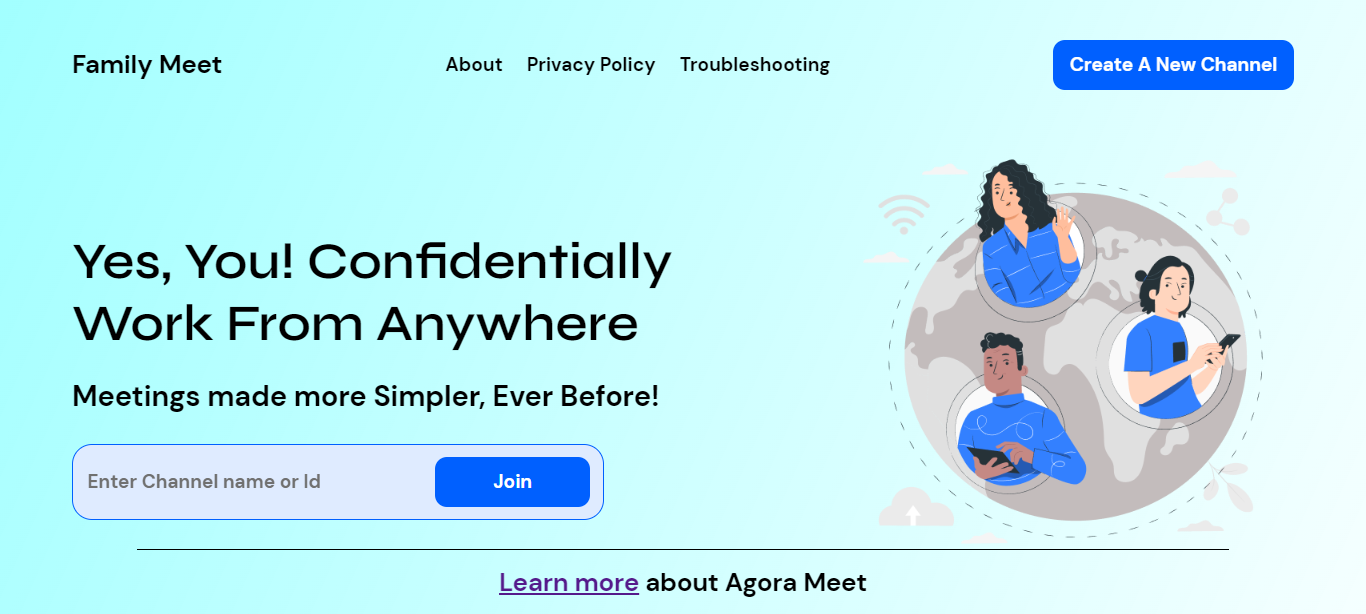 Family Meet
About
Privacy Policy
Troubleshooting
Create A New Channel
Yes, You! Confidentially
Work From Anywhere
Meetings made more Simpler, Ever Before!
Enter Channel name or Id
Join
Learn more about Agora Meet